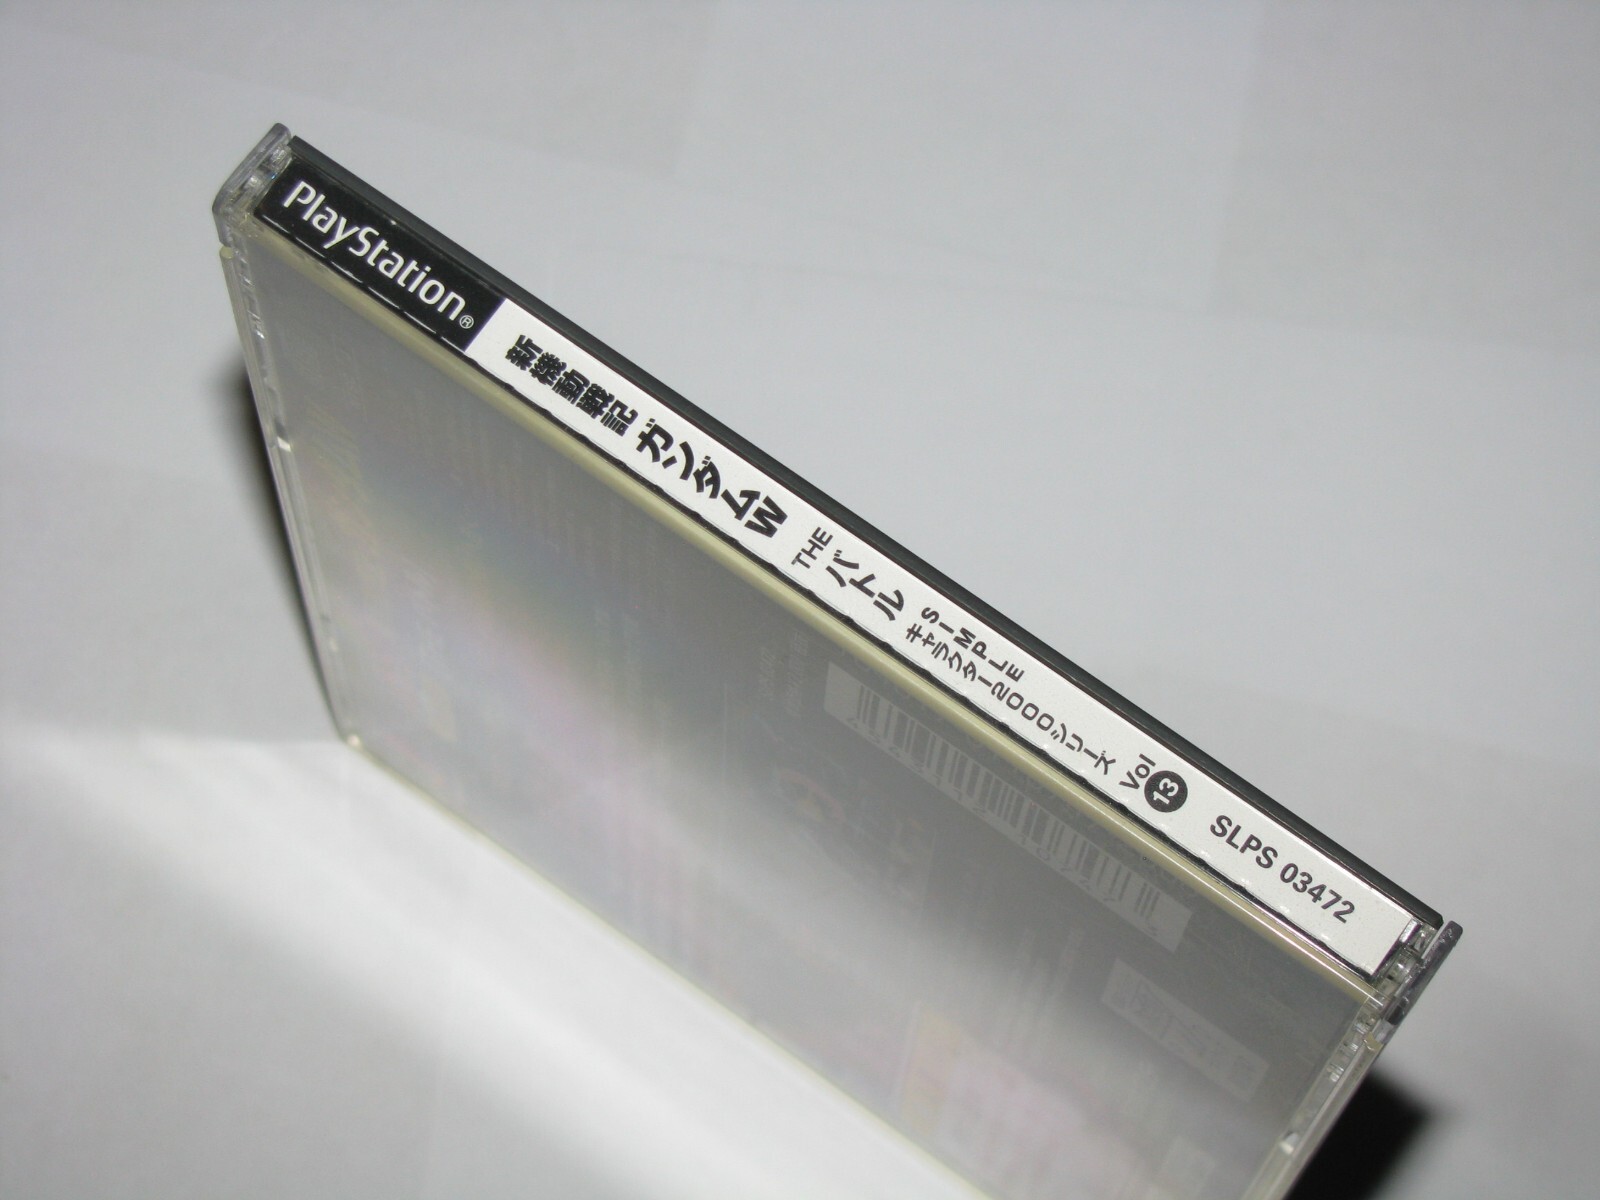 PlayStation®
新機動戦記 ガンダムW
THE バトル
SIMPLE
キャラクター2000シリーズ
Vol 13
SLPS 03472